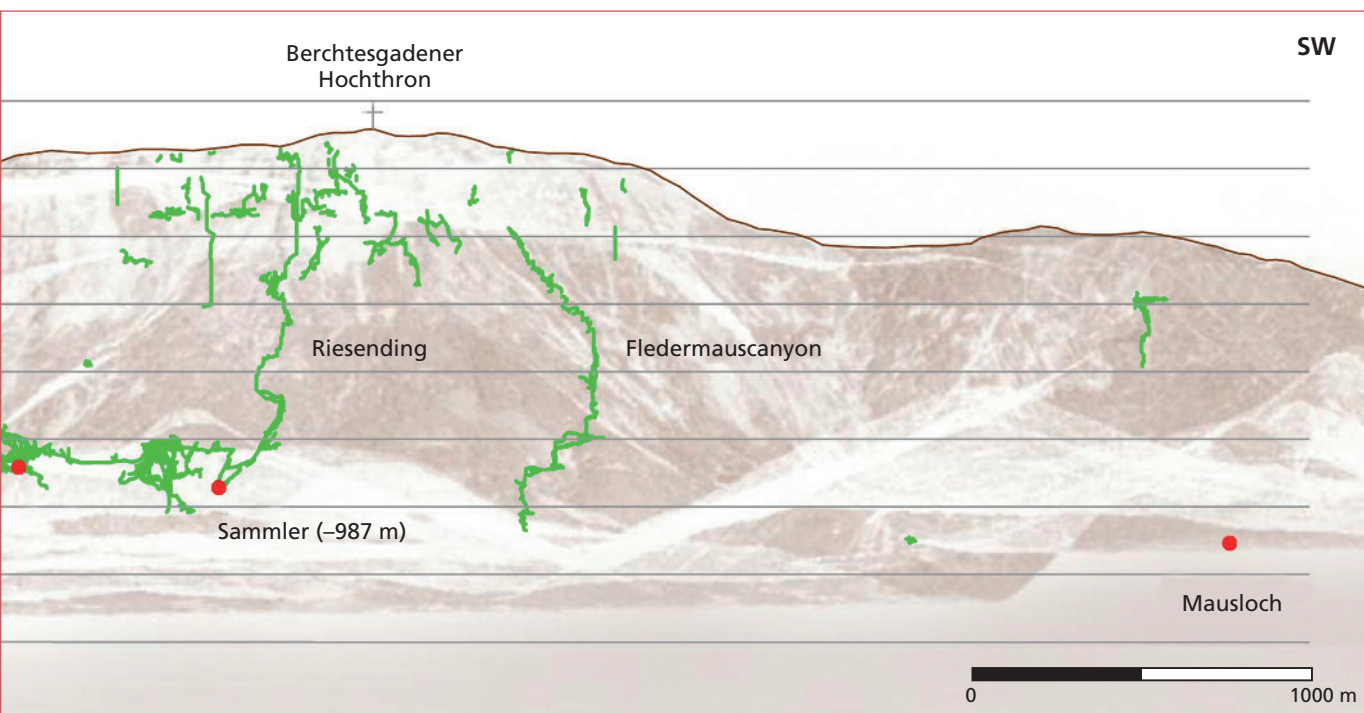 Berchtesgadener
Hochthron
SW
Riesending
Fledermauscanyon
Sammler (–987 m)
Mausloch
0
1000 m